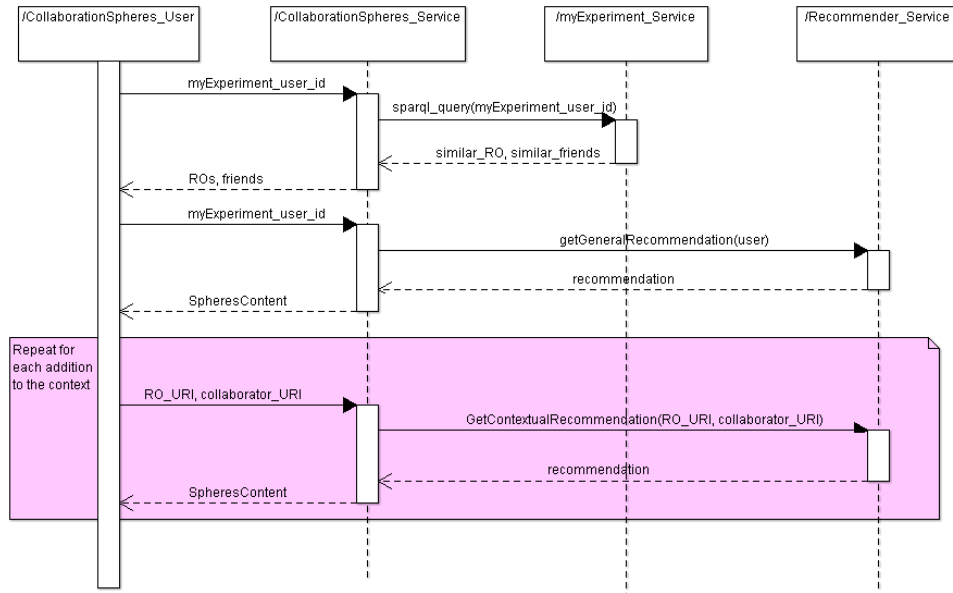 /CollaborationSpheres_User
/CollaborationSpheres_Service
/myExperiment_Service
/Recommender_Service
myExperiment_user_id
sparql_query(myExperiment_user_id)
similar_RO, similar_friends
ROs, friends
myExperiment_user_id
getGeneralRecommendation(user)
recommendation
SpheresContent
Repeat for
each addition
to the context
RO_URI, collaborator_URI
GetContextualRecommendation(RO_URI, collaborator_URI)
recommendation
SpheresContent